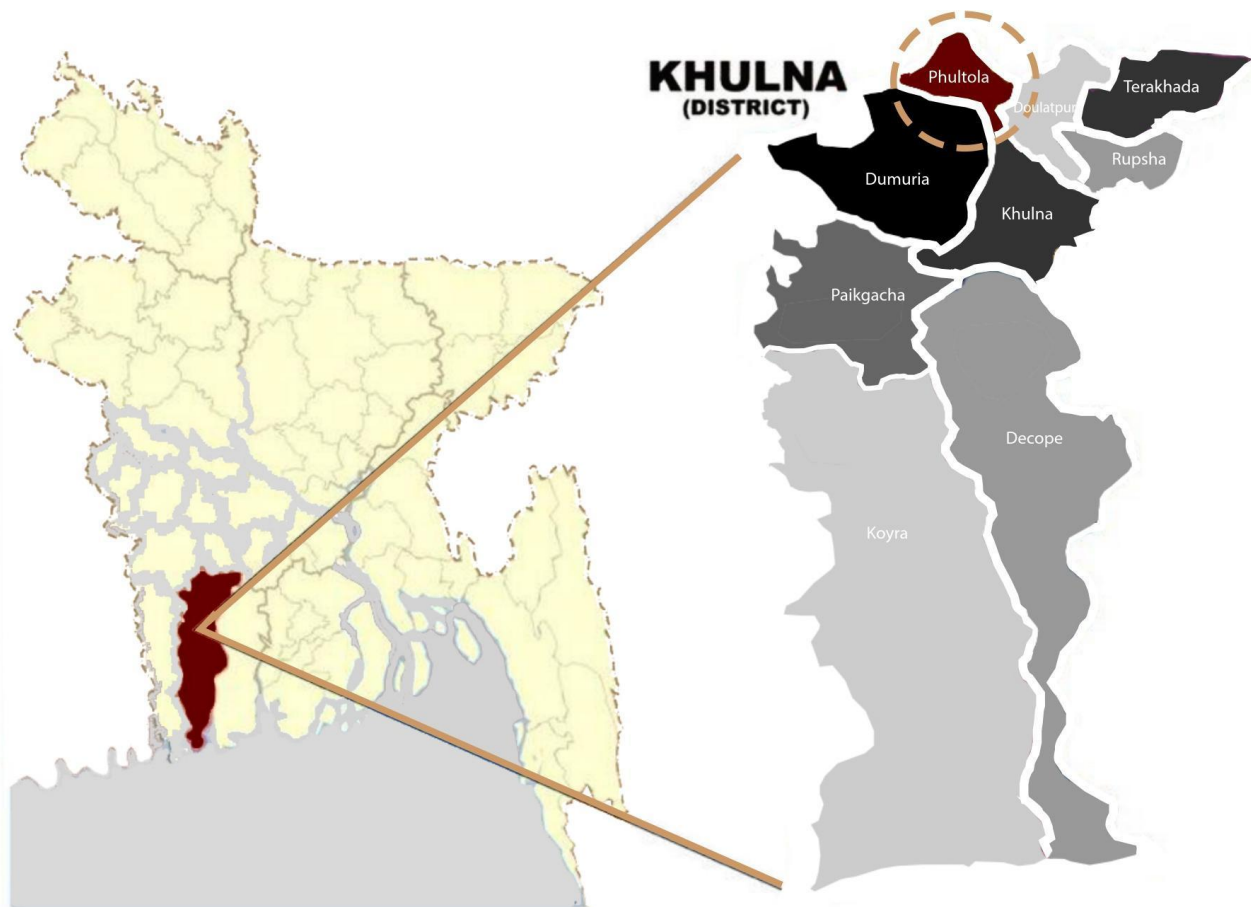 KHULNA
(DISTRICT)
Phultola
Doulatpur
Terakhada
Rupsha
Dumuria
Khulna
Paikgacha
Decope
Koyra